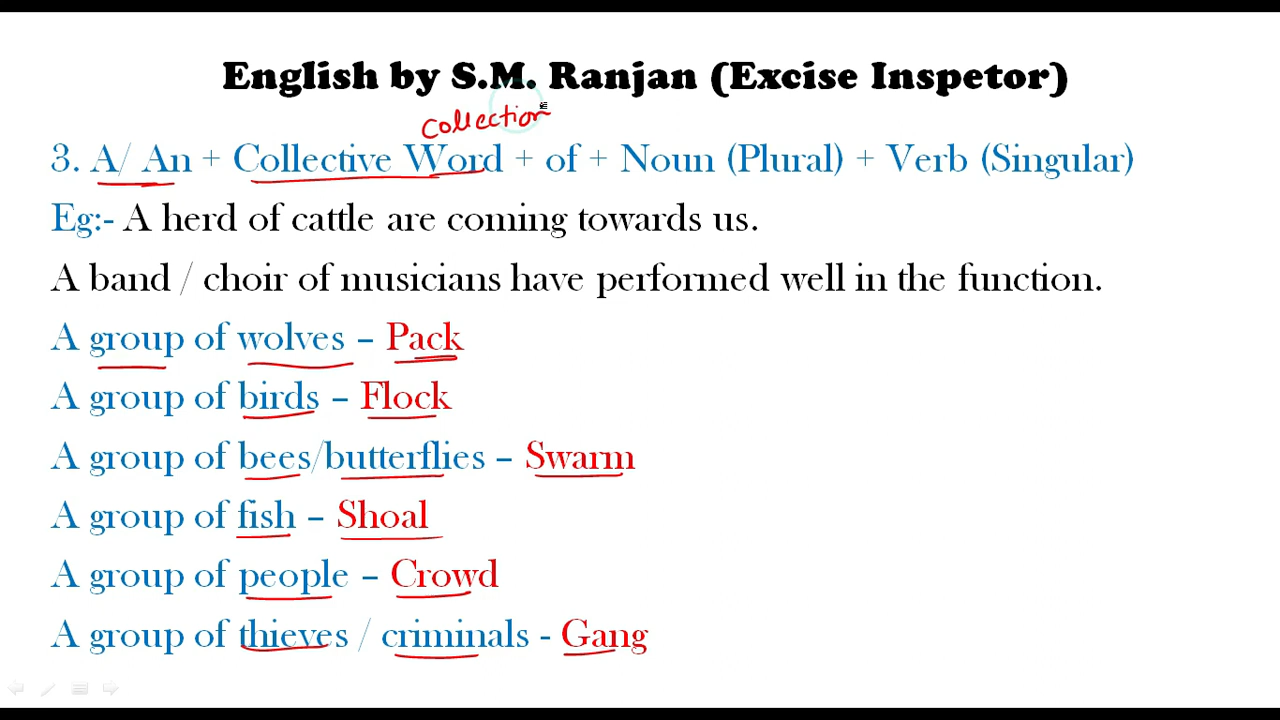 English by S.M. Ranjan (Excise Inspetor)
Collection
3. A/ An + Collective Word + of + Noun (Plural) + Verb (Singular)
Eg:- A herd of cattle are coming towards us.
A band / choir of musicians have performed well in the function.
A group of wolves – Pack
A group of birds – Flock
A group of bees/butterflies – Swarm
A group of fish – Shoal
A group of people – Crowd
A group of thieves / criminals - Gang